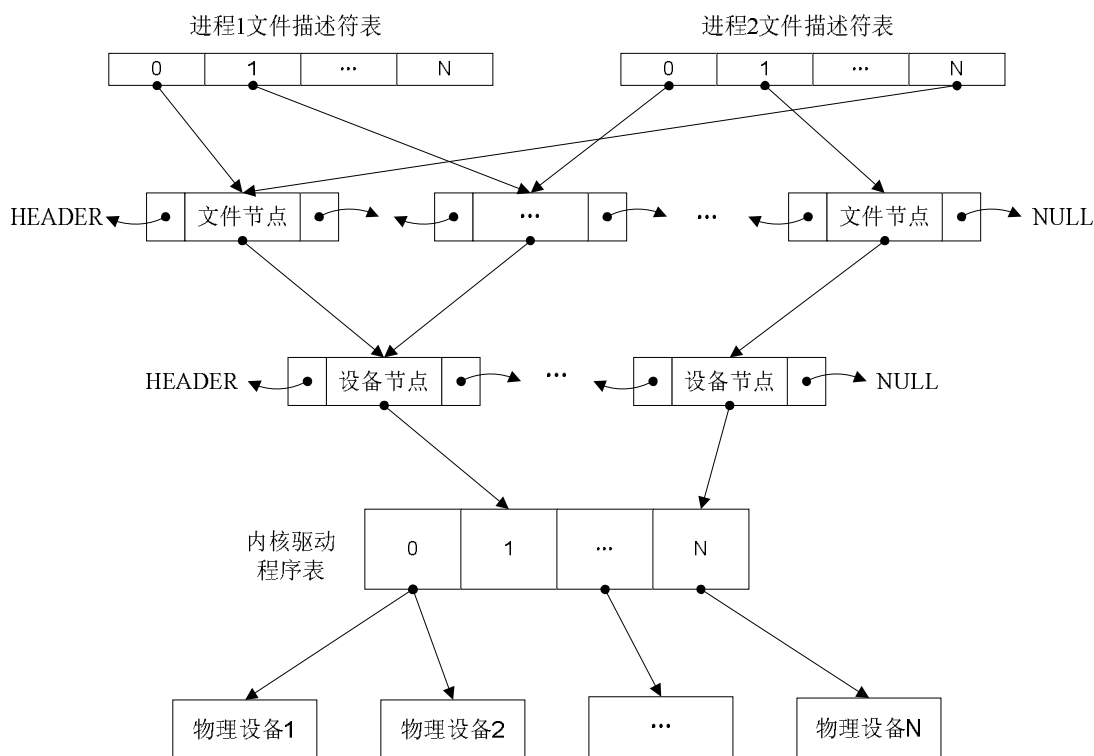 进程1文件描述符表
进程2文件描述符表
0 1 ... N
0 1 ... N
HEADER 文件节点 ... ... 文件节点 NULL
HEADER 设备节点 ... 设备节点 NULL
内核驱动
程序表
0 1 ... N
物理设备1 物理设备2 ... 物理设备N